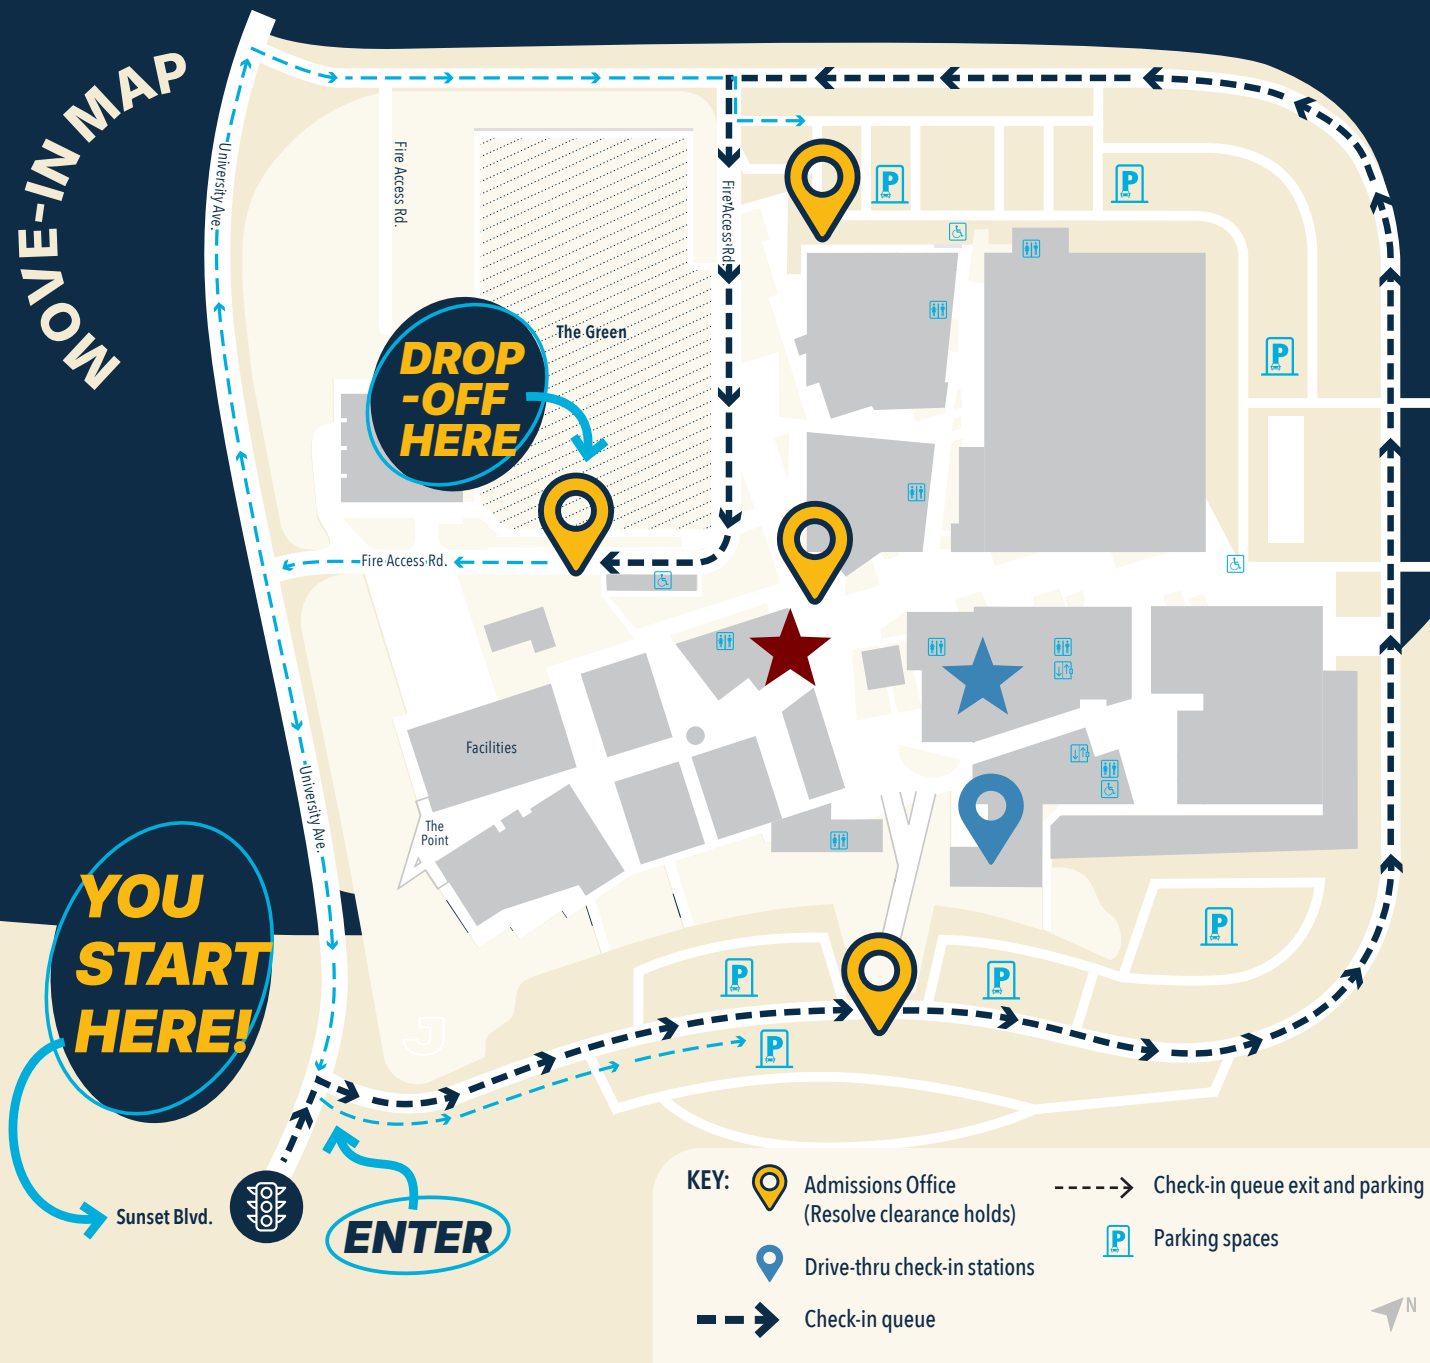 MOVE-IN MAP
University Ave.
Fire Access Rd.
Fire Access Rd.
P
P
The Green
DROP
-OFF
HERE
P
Fire Access Rd.
Facilities
University Ave.
The
Point
YOU
START
HERE!
P
P
P
J
P
Sunset Blvd.
ENTER
KEY:
Admissions Office
(Resolve clearance holds)
Drive-thru check-in stations
Check-in queue
Check-in queue exit and parking
P
Parking spaces
N